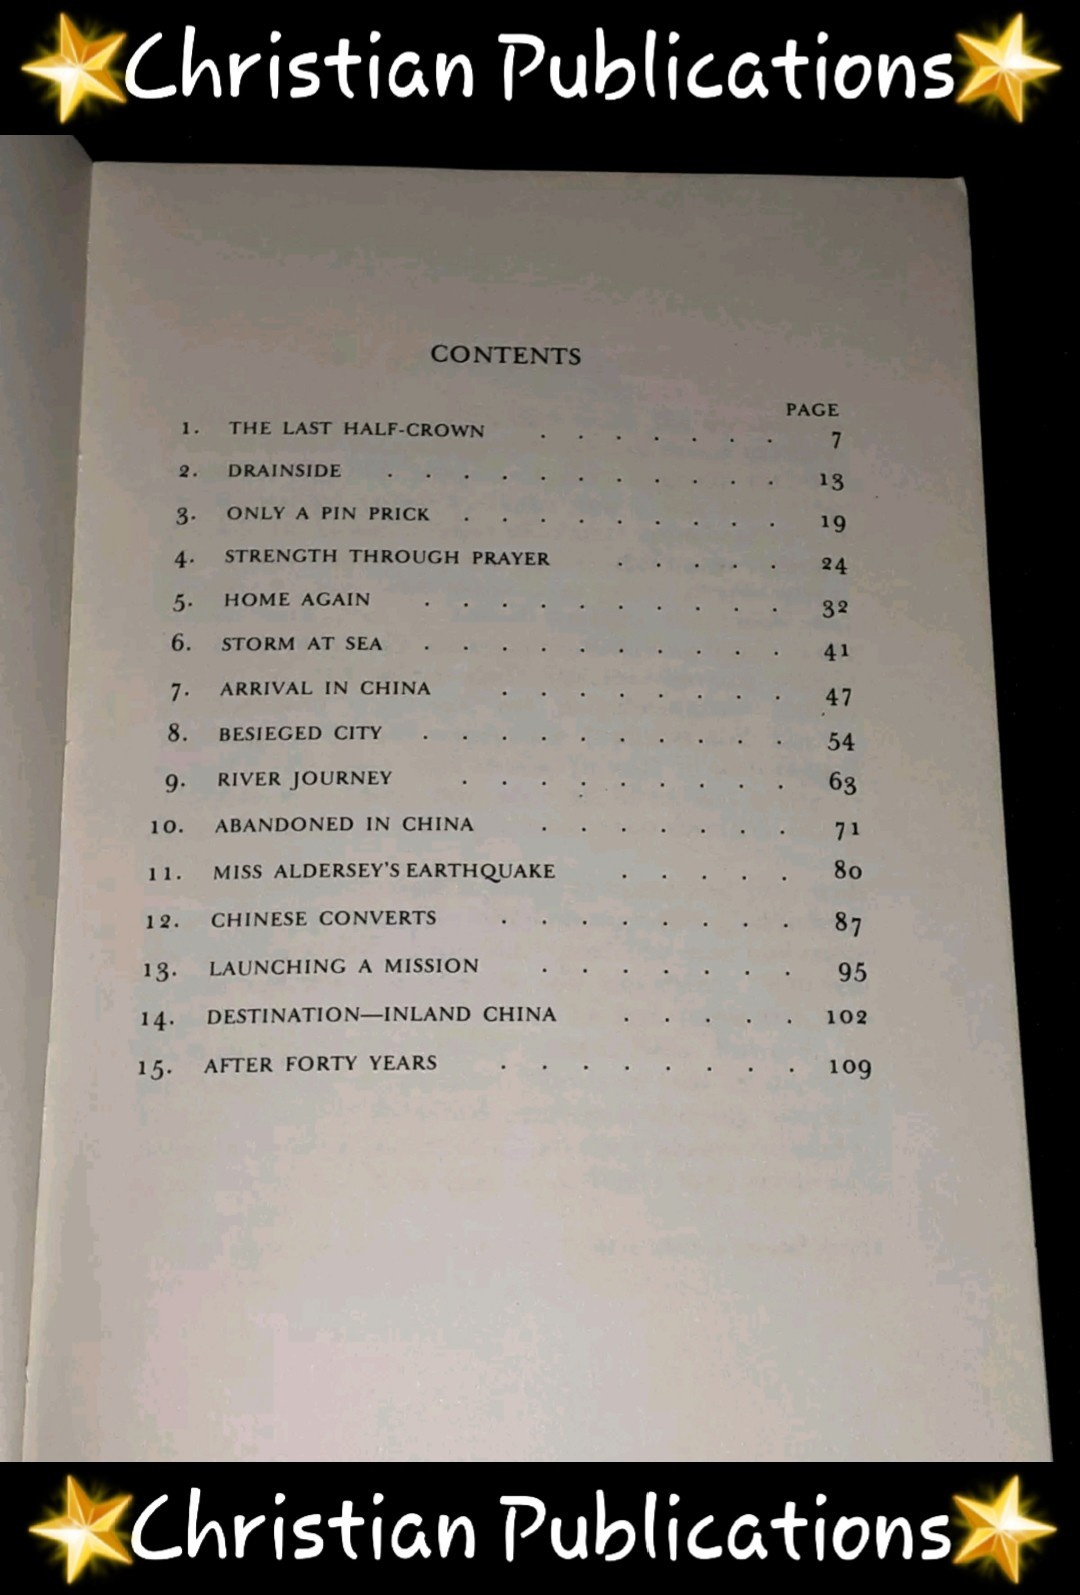 Christian Publications
CONTENTS
PAGE
1. THE LAST HALF-CROWN . . . . . . . 7
2. DRAINSIDE . . . . . . . . . . . 13
3. ONLY A PIN PRICK . . . . . . . . . 19
4. STRENGTH THROUGH PRAYER . . . . . 24
5. HOME AGAIN . . . . . . . . . . 32
6. STORM AT SEA . . . . . . . . . . 41
7. ARRIVAL IN CHINA . . . . . . . . 47
8. BESIEGED CITY . . . . . . . . . . 54
9. RIVER JOURNEY . . . . . . . . . 63
10. ABANDONED IN CHINA . . . . . . . 71
11. MISS ALDERSEY'S EARTHQUAKE . . . . . 80
12. CHINESE CONVERTS . . . . . . . . 87
13. LAUNCHING A MISSION . . . . . . . 95
14. DESTINATION—INLAND CHINA . . . . . 102
15. AFTER FORTY YEARS . . . . . . . . 109
Christian Publications